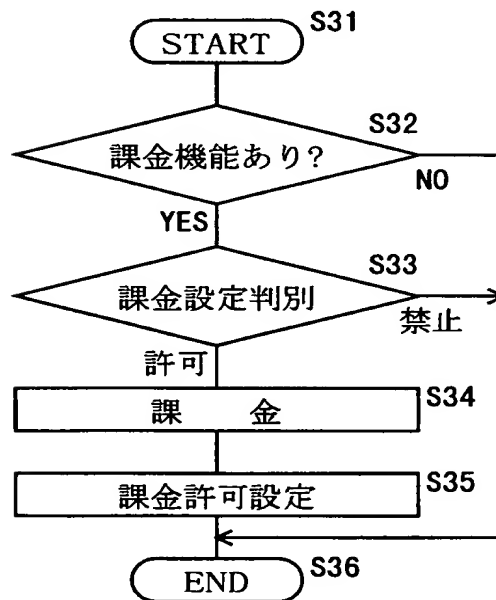 START S31
課金機能あり? S32
NO
YES
課金設定判別 S33
禁止
許可
課 金 S34
課金許可設定 S35
END S36